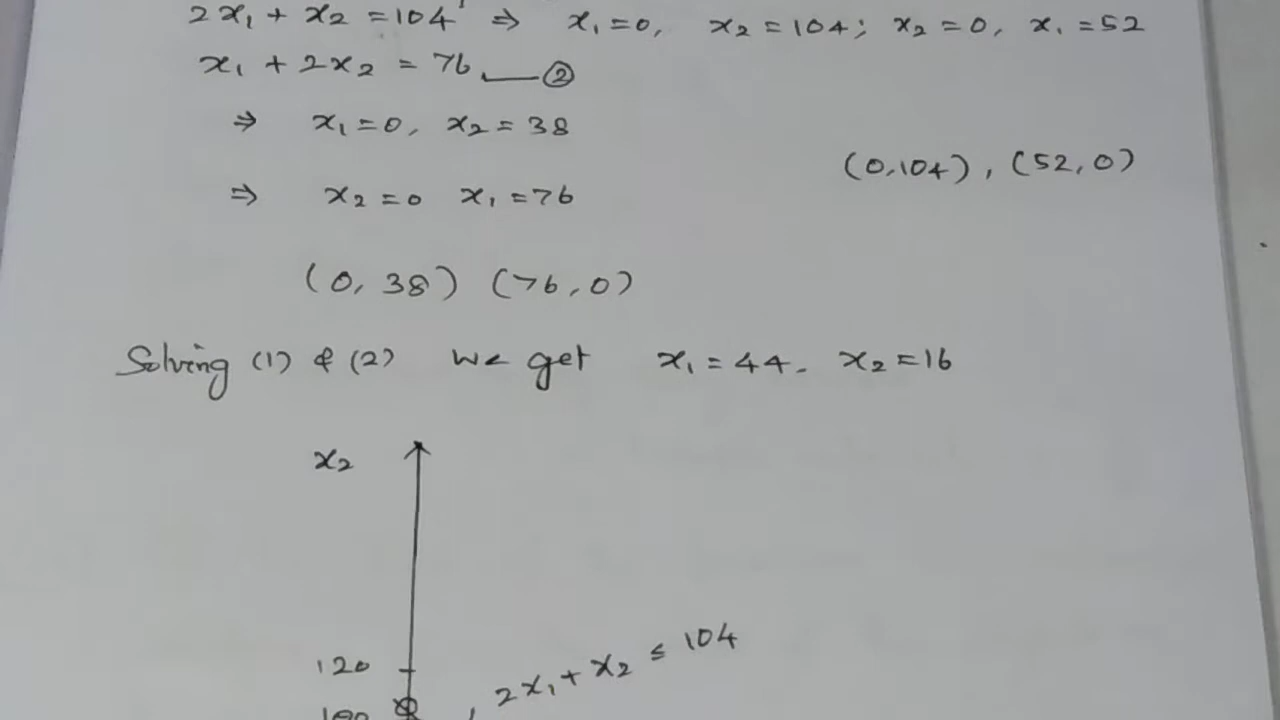 2x₁ + x₂ = 104 ⇒ x₁ = 0, x₂ = 104; x₂ = 0, x₁ = 52
x₁ + 2x₂ = 76 —②
⇒ x₁ = 0, x₂ = 38
(0,104), (52,0)
⇒ x₂ = 0 x₁ = 76
(0, 38) (76, 0)
Solving (1) & (2) we get x₁ = 44. x₂ = 16
x₂
2x₁ + x₂ ≤ 104
120
100